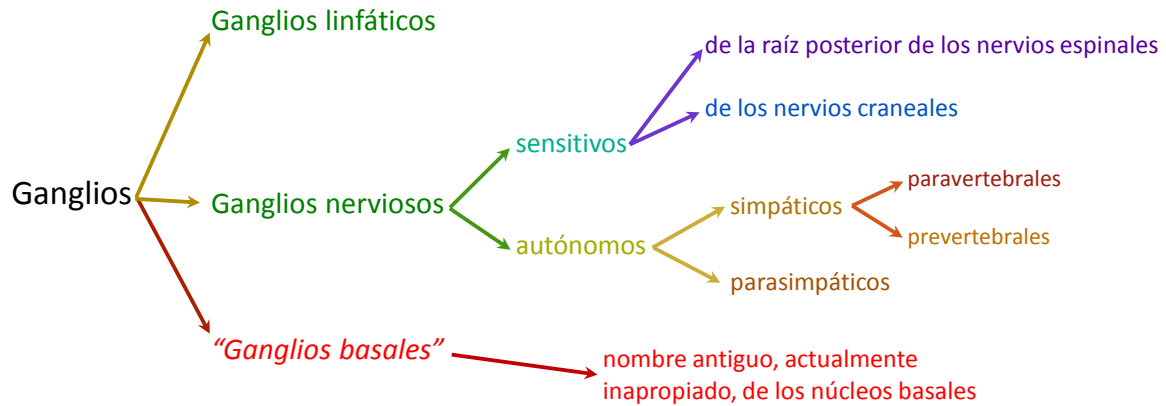 Ganglios linfáticos
de la raíz posterior de los nervios espinales
de los nervios craneales
sensitivos
Ganglios
Ganglios nerviosos
paravertebrales
simpáticos
prevertebrales
autónomos
parasimpáticos
“Ganglios basales”
nombre antiguo, actualmente
inapropiado, de los núcleos basales